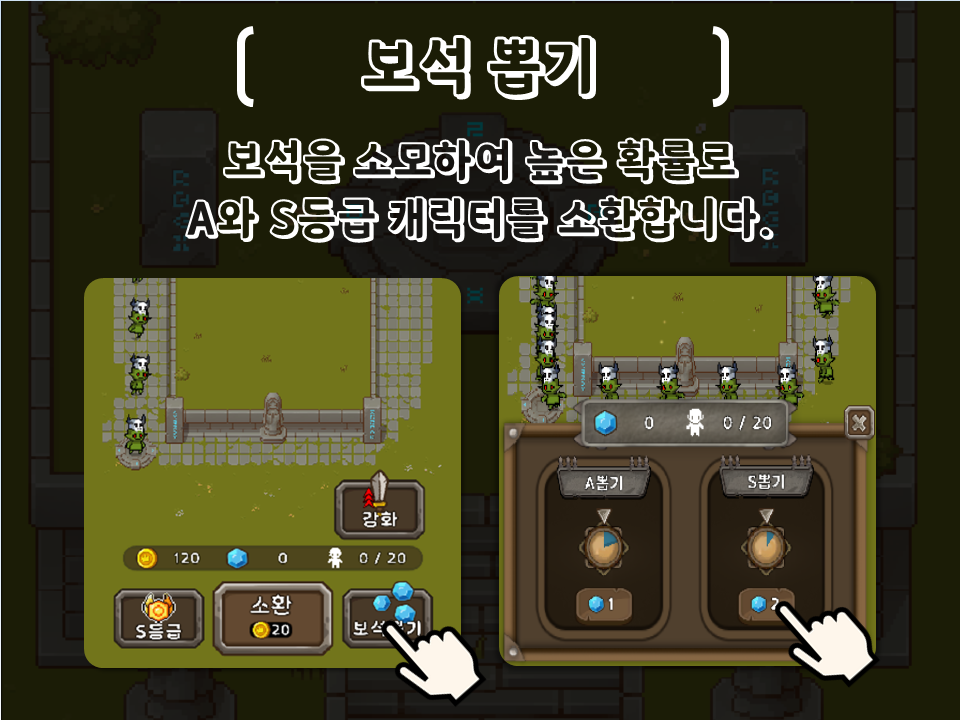 보석 뽑기
보석을 소모하여 높은 확률로
A와 S등급 캐릭터를 소환합니다.
강화
120 0 0 / 20
S등급
소환
20
0 0 / 20
A뽑기
S뽑기
1
2